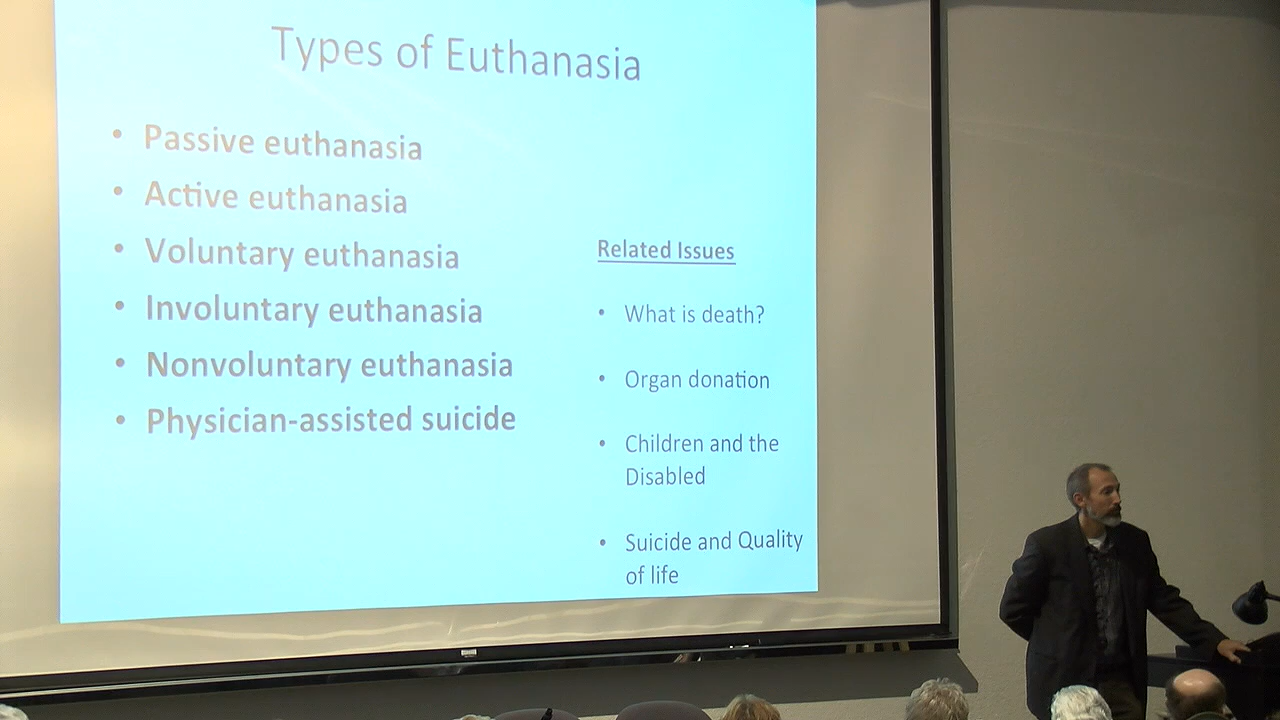 Types of Euthanasia
• Passive euthanasia
• Active euthanasia
• Voluntary euthanasia
• Involuntary euthanasia
• Nonvoluntary euthanasia
• Physician-assisted suicide
Related Issues
• What is death?
• Organ donation
• Children and the
Disabled
• Suicide and Quality
of life